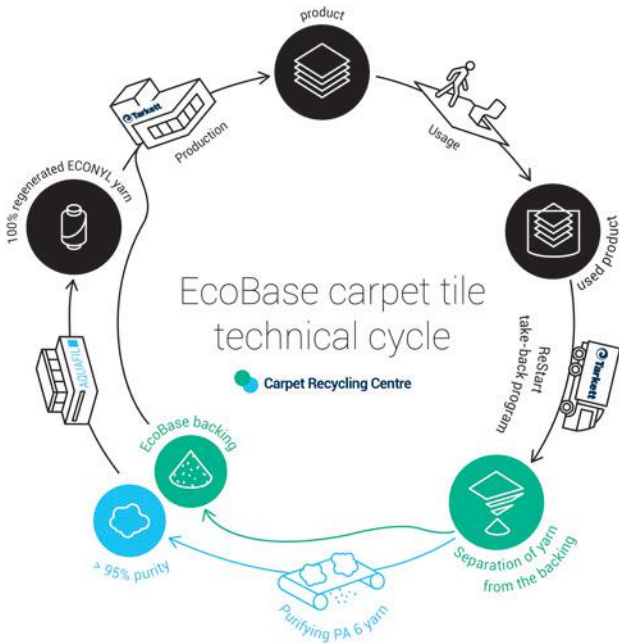 product
Tarkett
Production
Usage
100% regenerated ECONYL yarn
used product
EcoBase carpet tile
technical cycle
Carpet Recycling Centre
ReStart
take-back program
Tarkett
AQUAFIL
EcoBase backing
Separation of yarn
from the backing
> 95% purity
Purifying PA 6 yarn